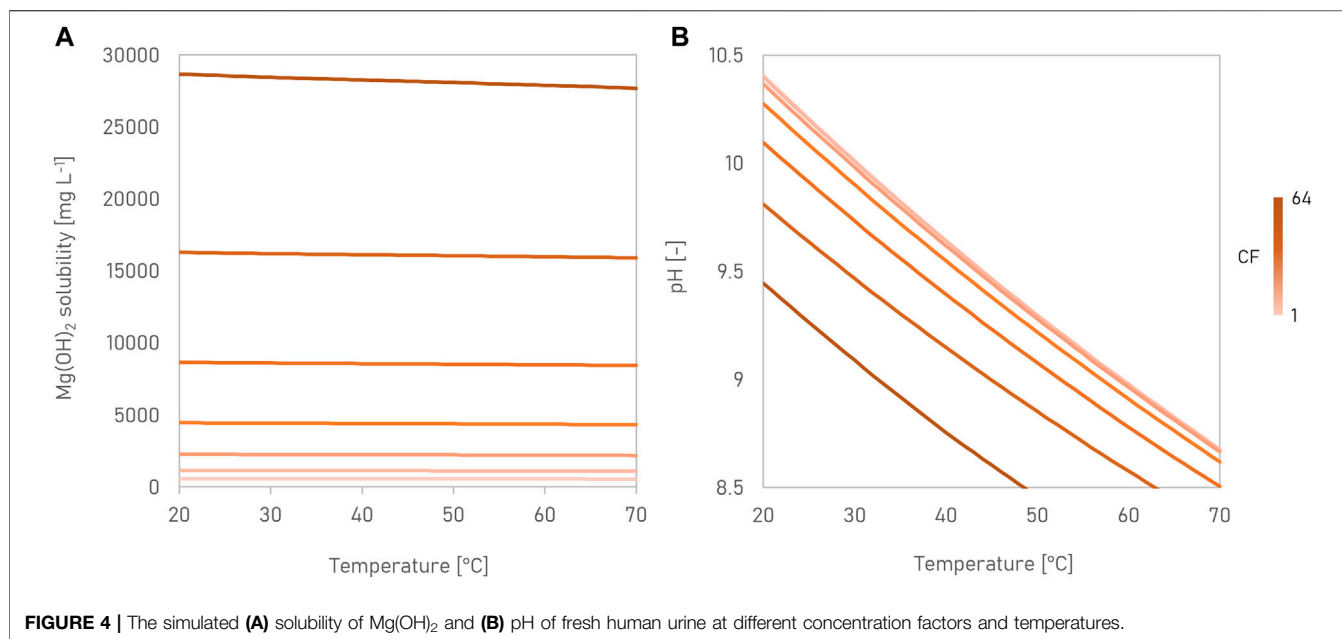 A
Mg(OH)₂ solubility [mg L⁻¹]
30000
25000
20000
15000
10000
5000
0
20 30 40 50 60 70
Temperature [°C]
B
pH [-]
10.5
10
9.5
9
8.5
20 30 40 50 60 70
Temperature [°C]
CF
64
1
FIGURE 4 | The simulated (A) solubility of Mg(OH)₂ and (B) pH of fresh human urine at different concentration factors and temperatures.